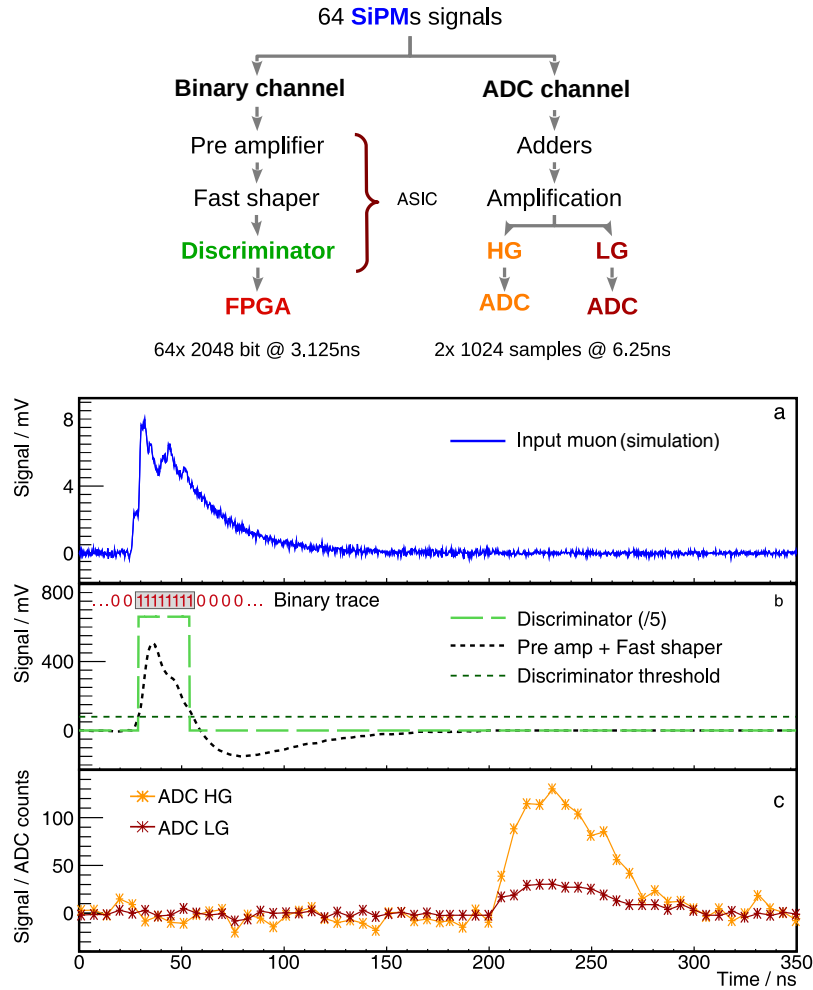 64 SiPMs signals
Binary channel
ADC channel
Pre amplifier
Adders
Fast shaper
ASIC
Amplification
Discriminator
HG
LG
FPGA
ADC
ADC
64x 2048 bit @ 3.125ns
2x 1024 samples @ 6.25ns
Signal / mV
8
4
0
a
Input muon (simulation)
Signal / mV
800
400
0
...00111111110000... Binary trace
b
Discriminator (/5)
Pre amp + Fast shaper
Discriminator threshold
Signal / ADC counts
100
50
0
ADC HG
ADC LG
c
0 50 100 150 200 250 300 350
Time / ns